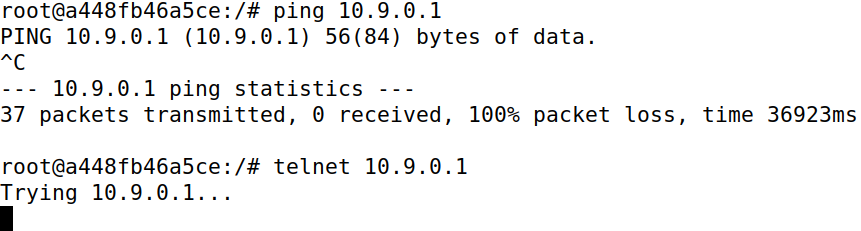 root@a448fb46a5ce:/# ping 10.9.0.1
PING 10.9.0.1 (10.9.0.1) 56(84) bytes of data.
^C
--- 10.9.0.1 ping statistics ---
37 packets transmitted, 0 received, 100% packet loss, time 36923ms
root@a448fb46a5ce:/# telnet 10.9.0.1
Trying 10.9.0.1...